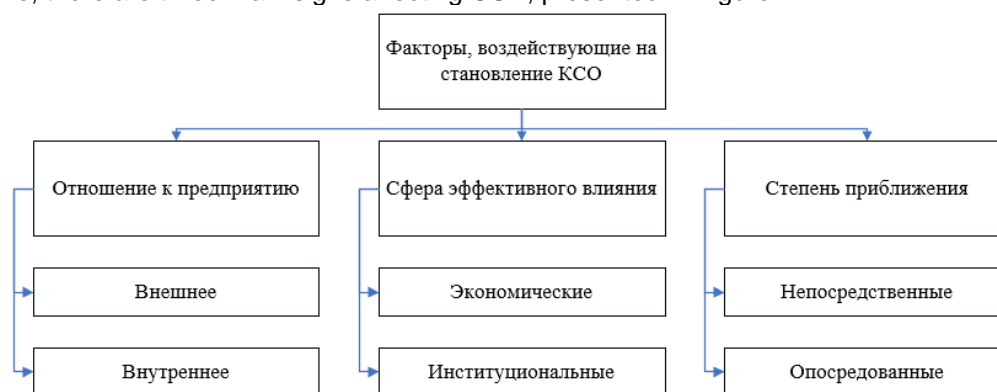 Факторы, воздействующие на
становление КСО
Отношение к предприятию
Сфера эффективного влияния
Степень приближения
Внешнее
Экономические
Непосредственные
Внутреннее
Институциональные
Опосредованные